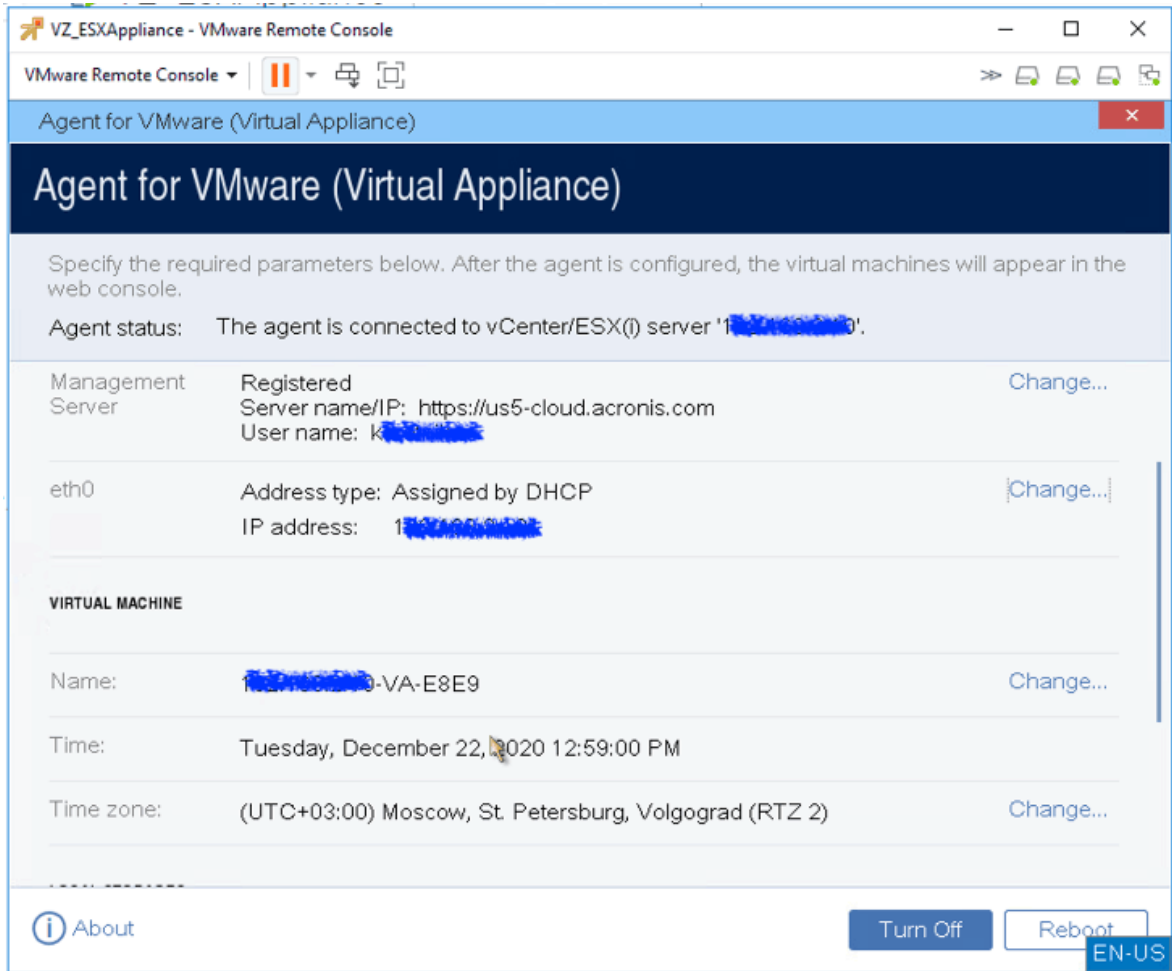 VZ_ESXAppliance - VMware Remote Console
VMware Remote Console
Agent for VMware (Virtual Appliance)
Agent for VMware (Virtual Appliance)
Specify the required parameters below. After the agent is configured, the virtual machines will appear in the
web console.
Agent status: The agent is connected to vCenter/ESX(i) server '1 0'.
Management Server
Registered
Server name/IP: https://us5-cloud.acronis.com
User name: k
Change...
eth0
Address type: Assigned by DHCP
Change...
IP address: 1
VIRTUAL MACHINE
Name: -VA-E8E9 Change...
Time: Tuesday, December 22, 2020 12:59:00 PM
Time zone: (UTC+03:00) Moscow, St. Petersburg, Volgograd (RTZ 2) Change...
About
Turn Off
Reboot
EN-US